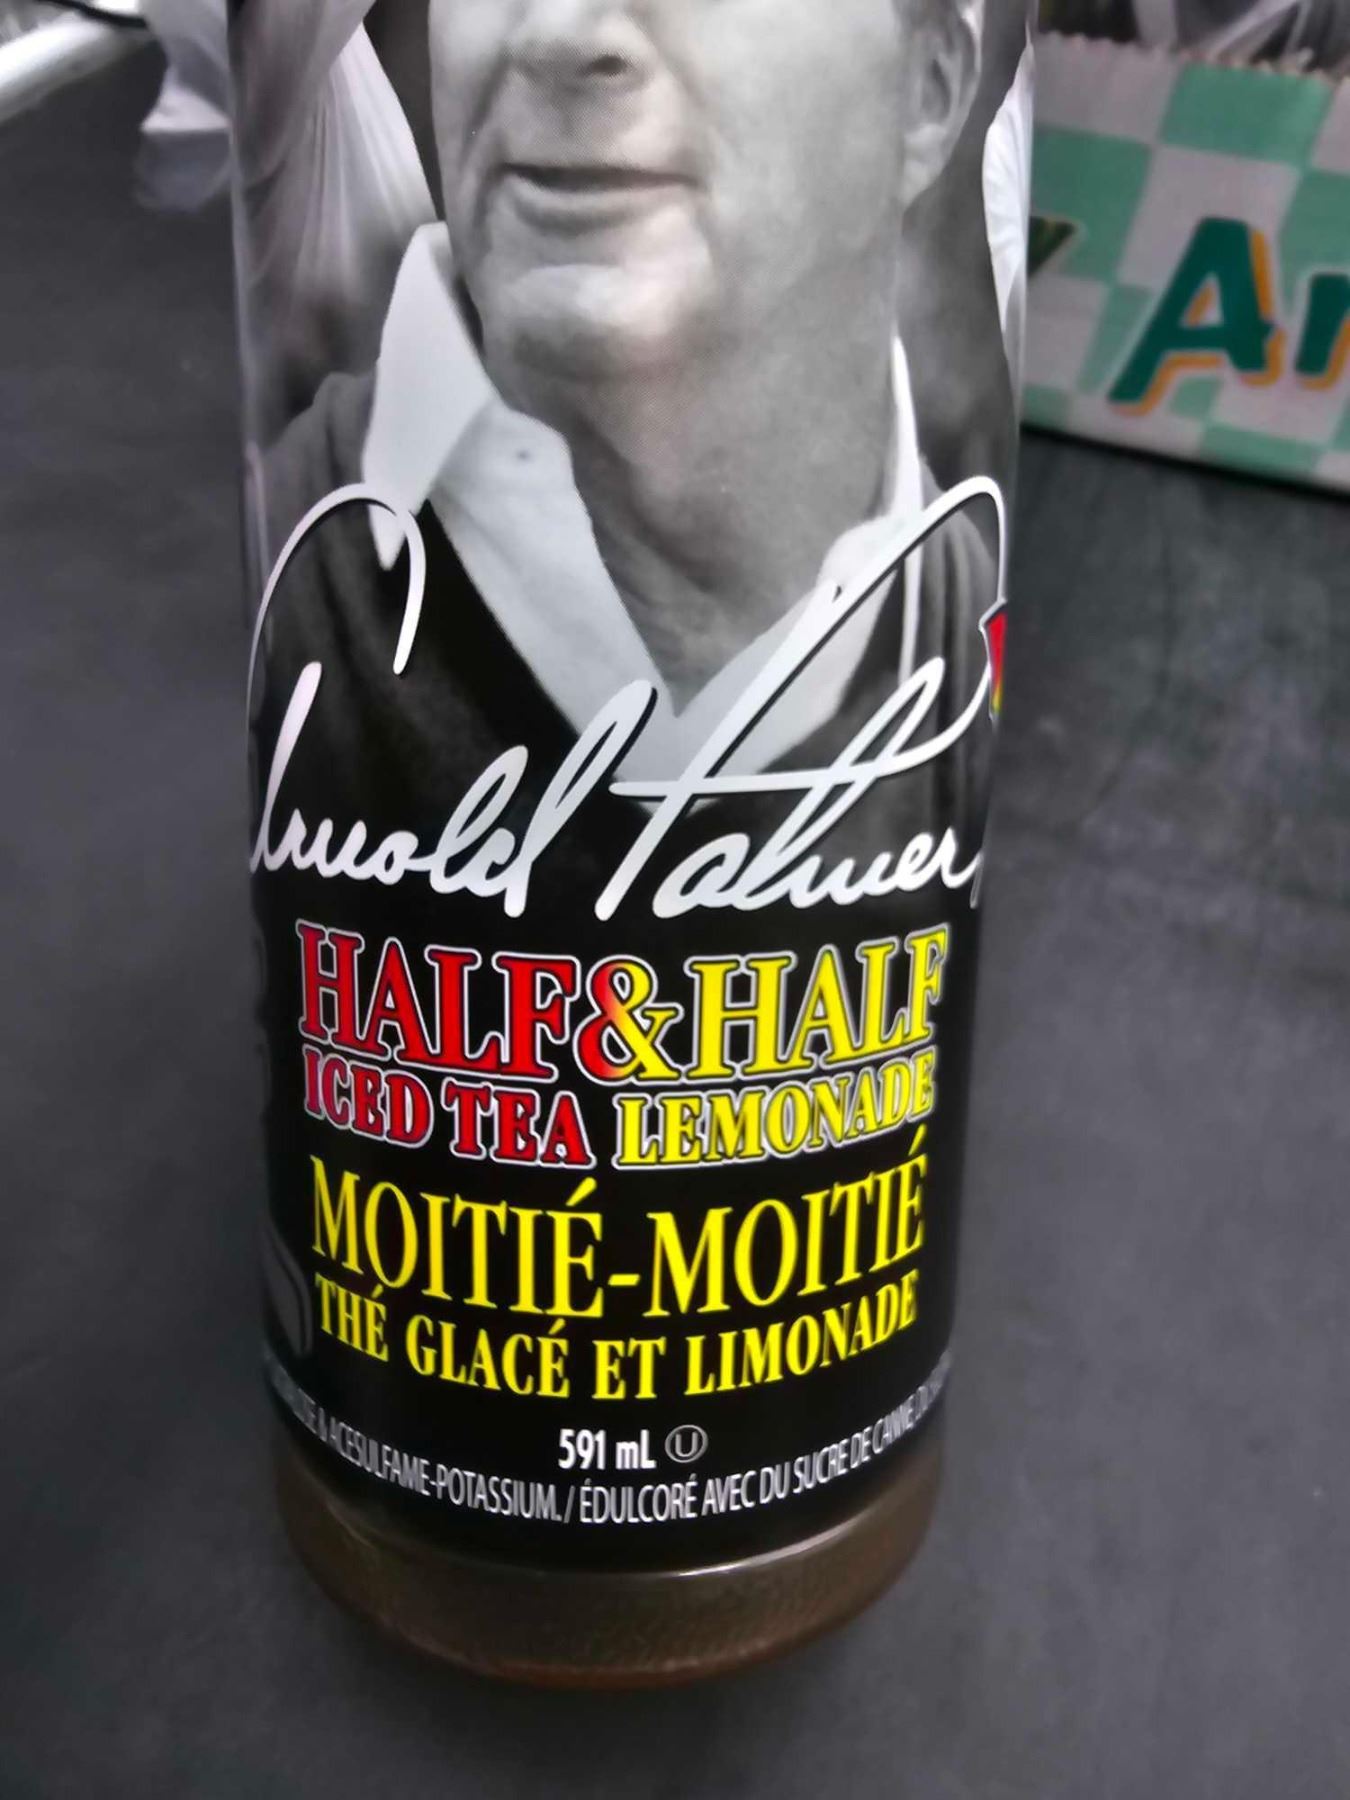 Arnold Palmer
HALF & HALF
ICED TEA LEMONADE
MOITIÉ-MOITIÉ
THÉ GLACÉ ET LIMONADE
591 mL U
& ACESULFAME-POTASSIUM. / ÉDULCORÉ AVEC DU SUCRE DE CANNE